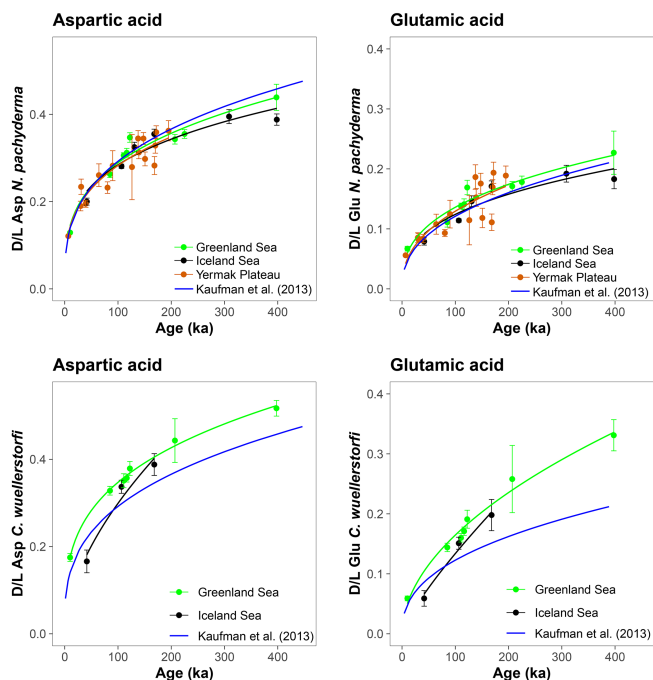 Aspartic acid
D/L Asp N. pachyderma
0.4
0.2
0.0
Greenland Sea
Iceland Sea
Yermak Plateau
Kaufman et al. (2013)
0 100 200 300 400
Age (ka)
Glutamic acid
D/L Glu N. pachyderma
0.4
0.3
0.2
0.1
0.0
Greenland Sea
Iceland Sea
Yermak Plateau
Kaufman et al. (2013)
0 100 200 300 400
Age (ka)
Aspartic acid
D/L Asp C. wuellerstorfi
0.4
0.2
0.0
Greenland Sea
Iceland Sea
Kaufman et al. (2013)
0 100 200 300 400
Age (ka)
Glutamic acid
D/L Glu C. wuellerstorfi
0.4
0.3
0.2
0.1
0.0
Greenland Sea
Iceland Sea
Kaufman et al. (2013)
0 100 200 300 400
Age (ka)